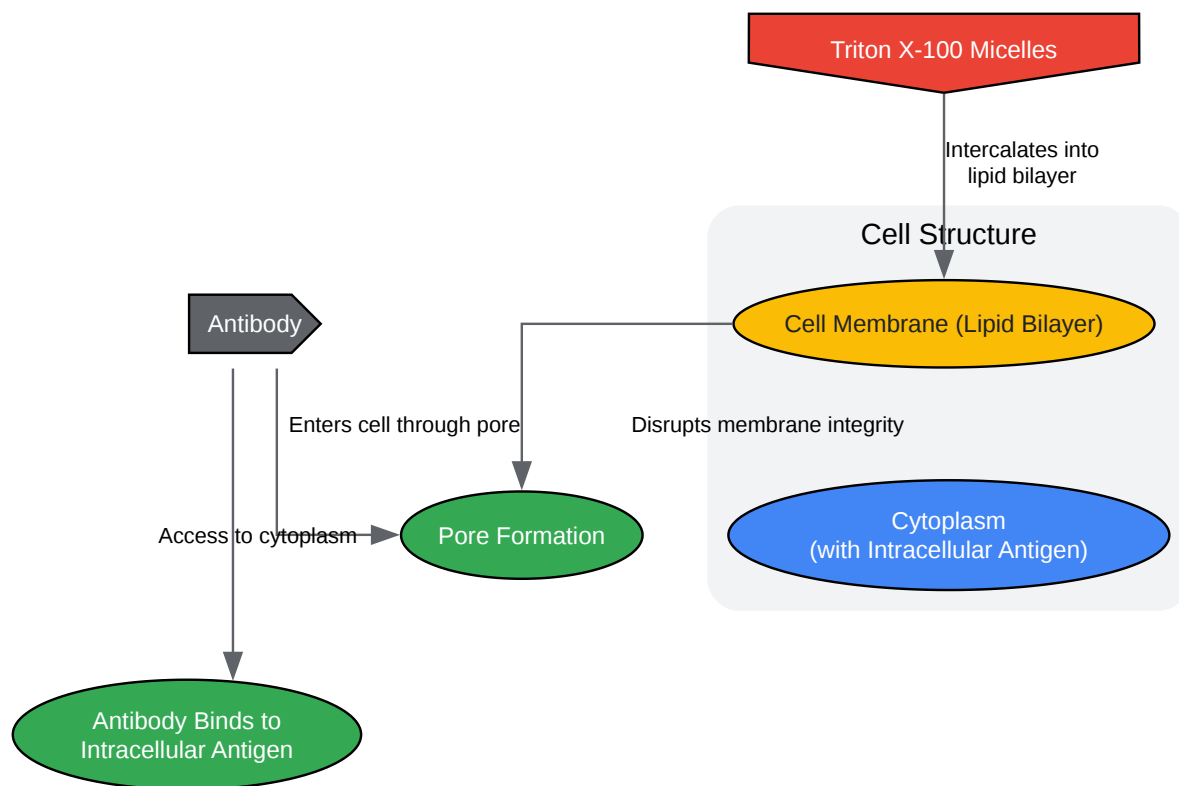 Triton X-100 Micelles
Intercalates into
lipid bilayer
Cell Structure
Cell Membrane (Lipid Bilayer)
Antibody
Enters cell through pore
Disrupts membrane integrity
Cytoplasm
(with Intracellular Antigen)
Pore Formation
Access to cytoplasm
Antibody Binds to
Intracellular Antigen